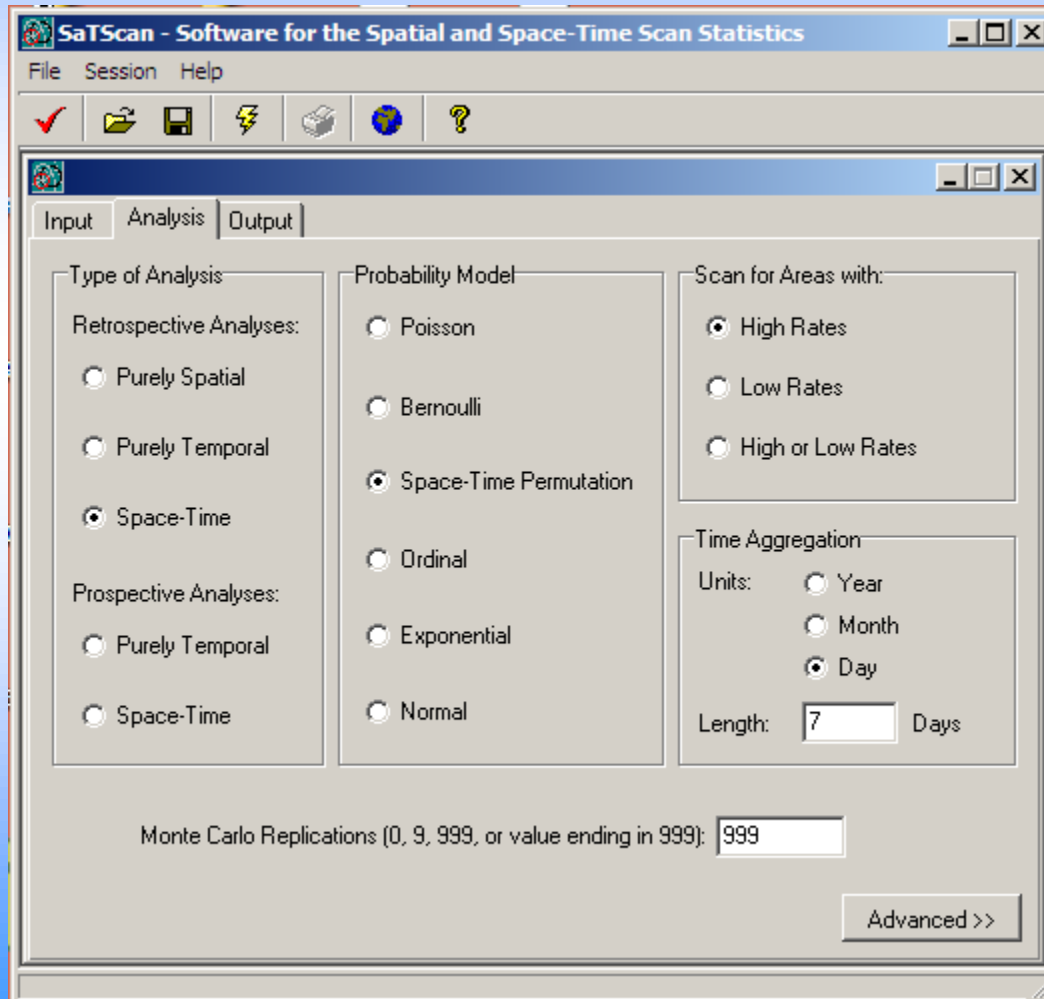 SaTScan - Software for the Spatial and Space-Time Scan Statistics
File Session Help
Input Analysis Output
Type of Analysis
Retrospective Analyses:
Purely Spatial
Purely Temporal
Space-Time
Prospective Analyses:
Purely Temporal
Space-Time
Probability Model
Poisson
Bernoulli
Space-Time Permutation
Ordinal
Exponential
Normal
Scan for Areas with:
High Rates
Low Rates
High or Low Rates
Time Aggregation
Units: Year
Month
Day
Length: 7 Days
Monte Carlo Replications (0, 9, 999, or value ending in 999): 999
Advanced >>